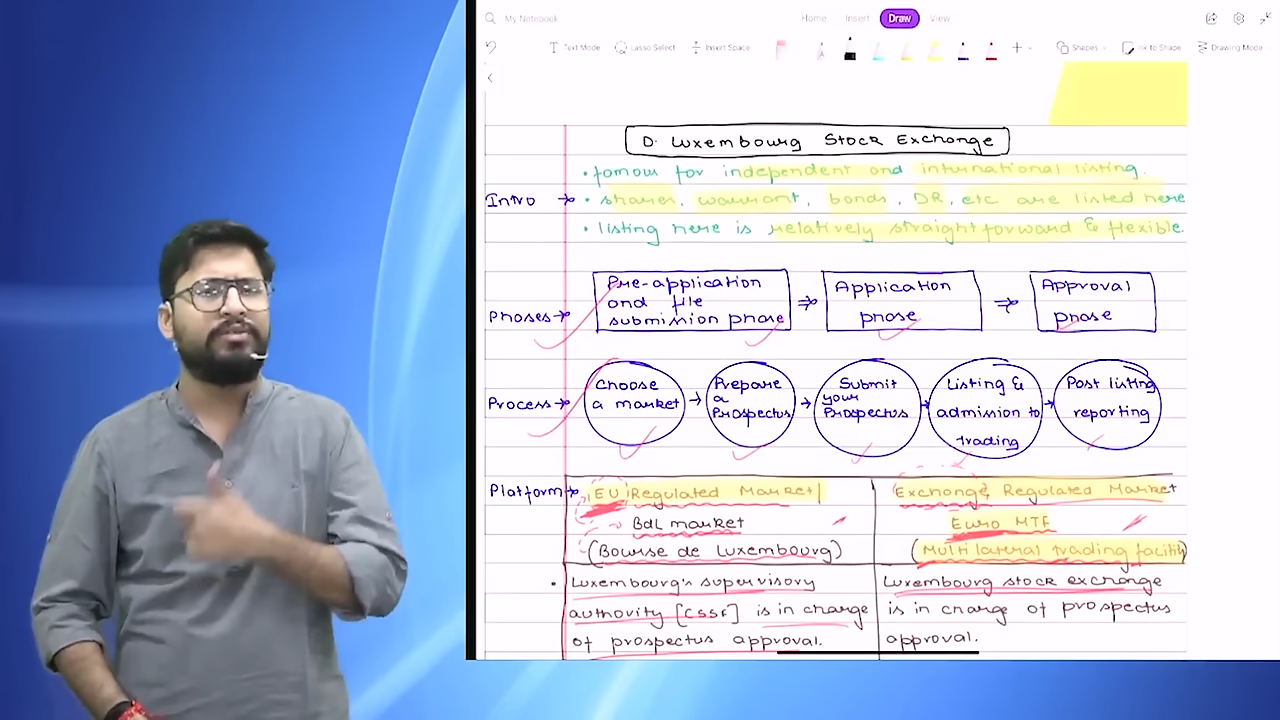 My Notebook
Home Insert Draw View
Text Mode Lasso Select Insert Space Shapes Ink to Shape Drawing Mode
D. Luxembourg Stock Exchange
• famous for independent and international listing.
Intro → • shares, warrant, bonds, DR, etc are listed here
• listing here is relatively straightforward & flexible.
Phases → Pre-application and file submission phase ⇒ Application phase ⇒ Approval phase
Process → Choose a market → Prepare a Prospectus → Submit your Prospectus → Listing & admission to trading → Post listing reporting
Platform → EU Regulated Market Exchange Regulated Market
BdL market Euro MTF
(Bourse de Luxembourg) (Multilateral trading facility)
• Luxembourg's supervisory Luxembourg stock exchange
authority [CSSF] is in charge is in charge of prospectus
of prospectus approval. approval.